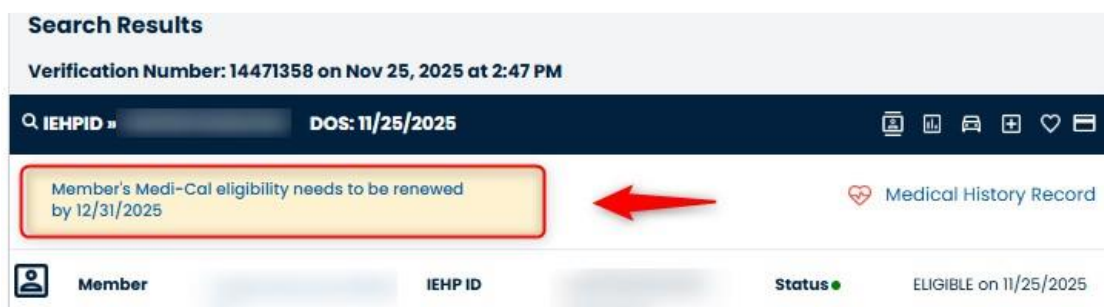 Search Results
Verification Number: 14471358 on Nov 25, 2025 at 2:47 PM
IEHPID » DOS: 11/25/2025
Member's Medi-Cal eligibility needs to be renewed
by 12/31/2025
Medical History Record
Member IEHP ID Status ELIGIBLE on 11/25/2025